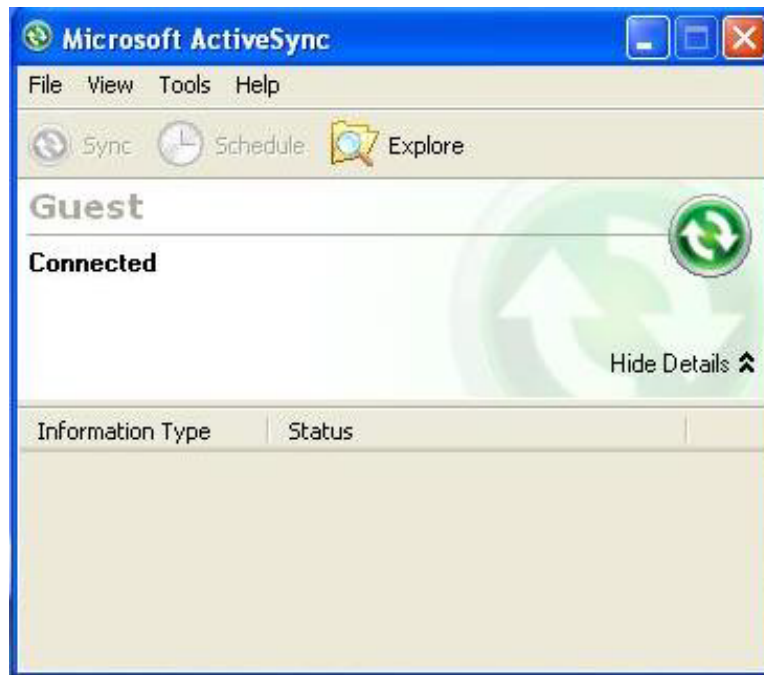 Microsoft ActiveSync
File View Tools Help
Sync Schedule Explore
Guest
Connected
Hide Details
Information Type Status